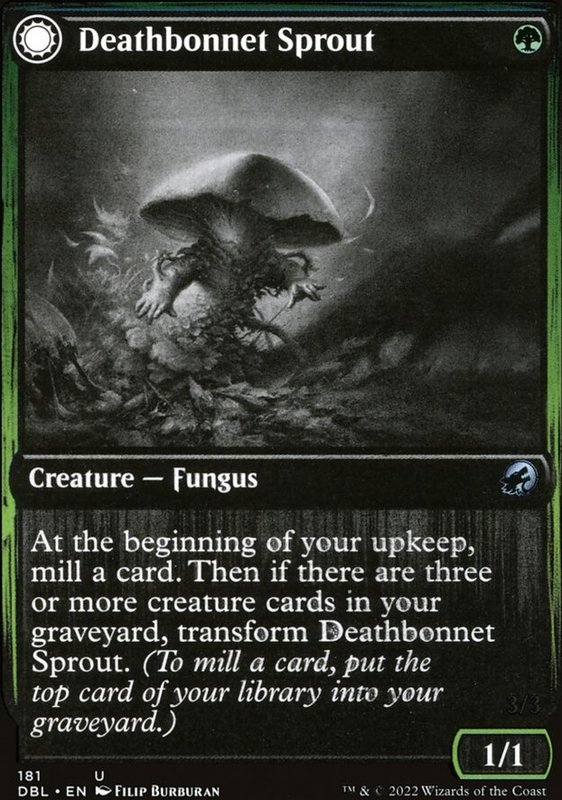 Deathbonnet Sprout
Creature — Fungus
At the beginning of your upkeep,
mill a card. Then if there are three
or more creature cards in your
graveyard, transform Deathbonnet
Sprout. (To mill a card, put the
top card of your library into your
graveyard.)
3/3
1/1
181 U
DBL • EN Filip Burburan
™ & © 2022 Wizards of the Coast